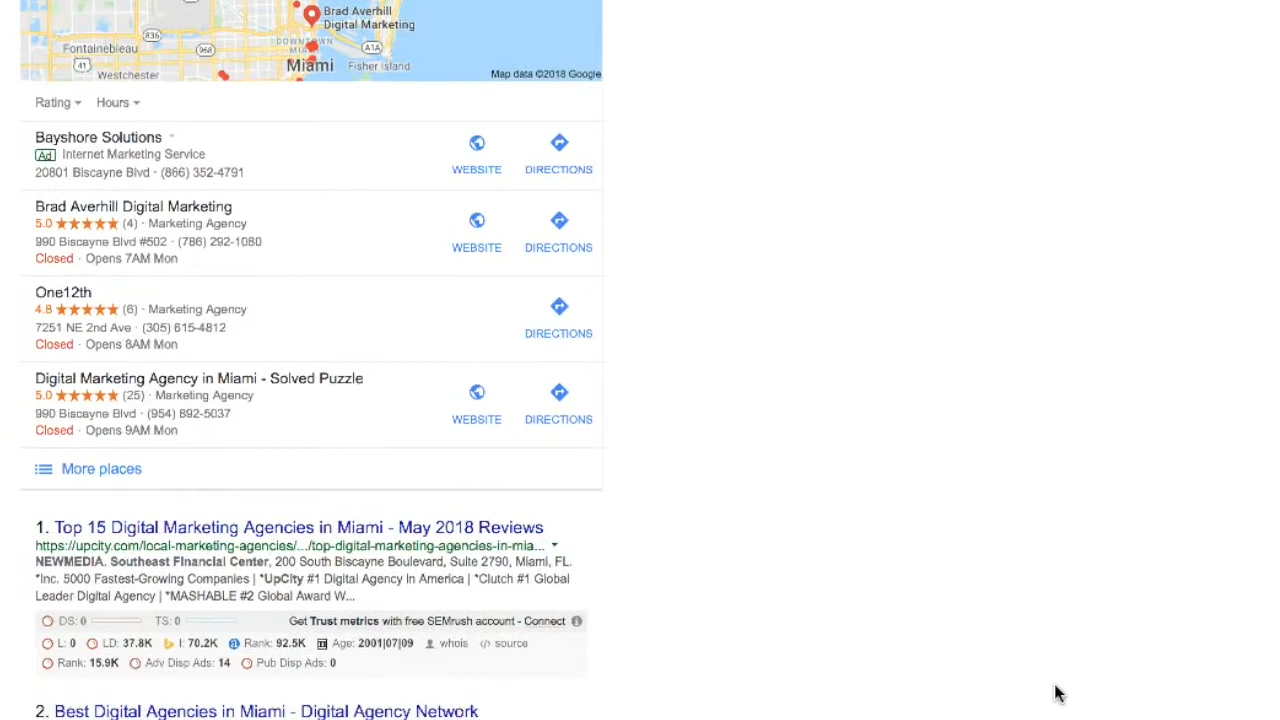 Brad Averhill
Digital Marketing
836
A1A
Fontainebleau
968
DOWNTOWN
MIAMI
41
Miami
Fisher Island
Westchester
Map data ©2018 Google
Rating Hours
Bayshore Solutions
Ad Internet Marketing Service
20801 Biscayne Blvd · (866) 352-4791
WEBSITE
DIRECTIONS
Brad Averhill Digital Marketing
5.0 ★★★★★ (4) · Marketing Agency
990 Biscayne Blvd #502 · (786) 292-1080
Closed · Opens 7AM Mon
WEBSITE
DIRECTIONS
One12th
4.8 ★★★★★ (6) · Marketing Agency
7251 NE 2nd Ave · (305) 615-4812
Closed · Opens 8AM Mon
DIRECTIONS
Digital Marketing Agency in Miami - Solved Puzzle
5.0 ★★★★★ (25) · Marketing Agency
990 Biscayne Blvd · (954) 892-5037
Closed · Opens 9AM Mon
WEBSITE
DIRECTIONS
More places
1. Top 15 Digital Marketing Agencies in Miami - May 2018 Reviews
https://upcity.com/local-marketing-agencies/.../top-digital-marketing-agencies-in-mia...
NEWMEDIA. Southeast Financial Center, 200 South Biscayne Boulevard, Suite 2790, Miami, FL.
*Inc. 5000 Fastest-Growing Companies | *UpCity #1 Digital Agency In America | *Clutch #1 Global
Leader Digital Agency | *MASHABLE #2 Global Award W...
DS: 0 TS: 0 Get Trust metrics with free SEMrush account - Connect
L: 0 LD: 37.8K I: 70.2K Rank: 92.5K Age: 2001|07|09 whois source
Rank: 15.9K Adv Disp Ads: 14 Pub Disp Ads: 0
2. Best Digital Agencies in Miami - Digital Agency Network